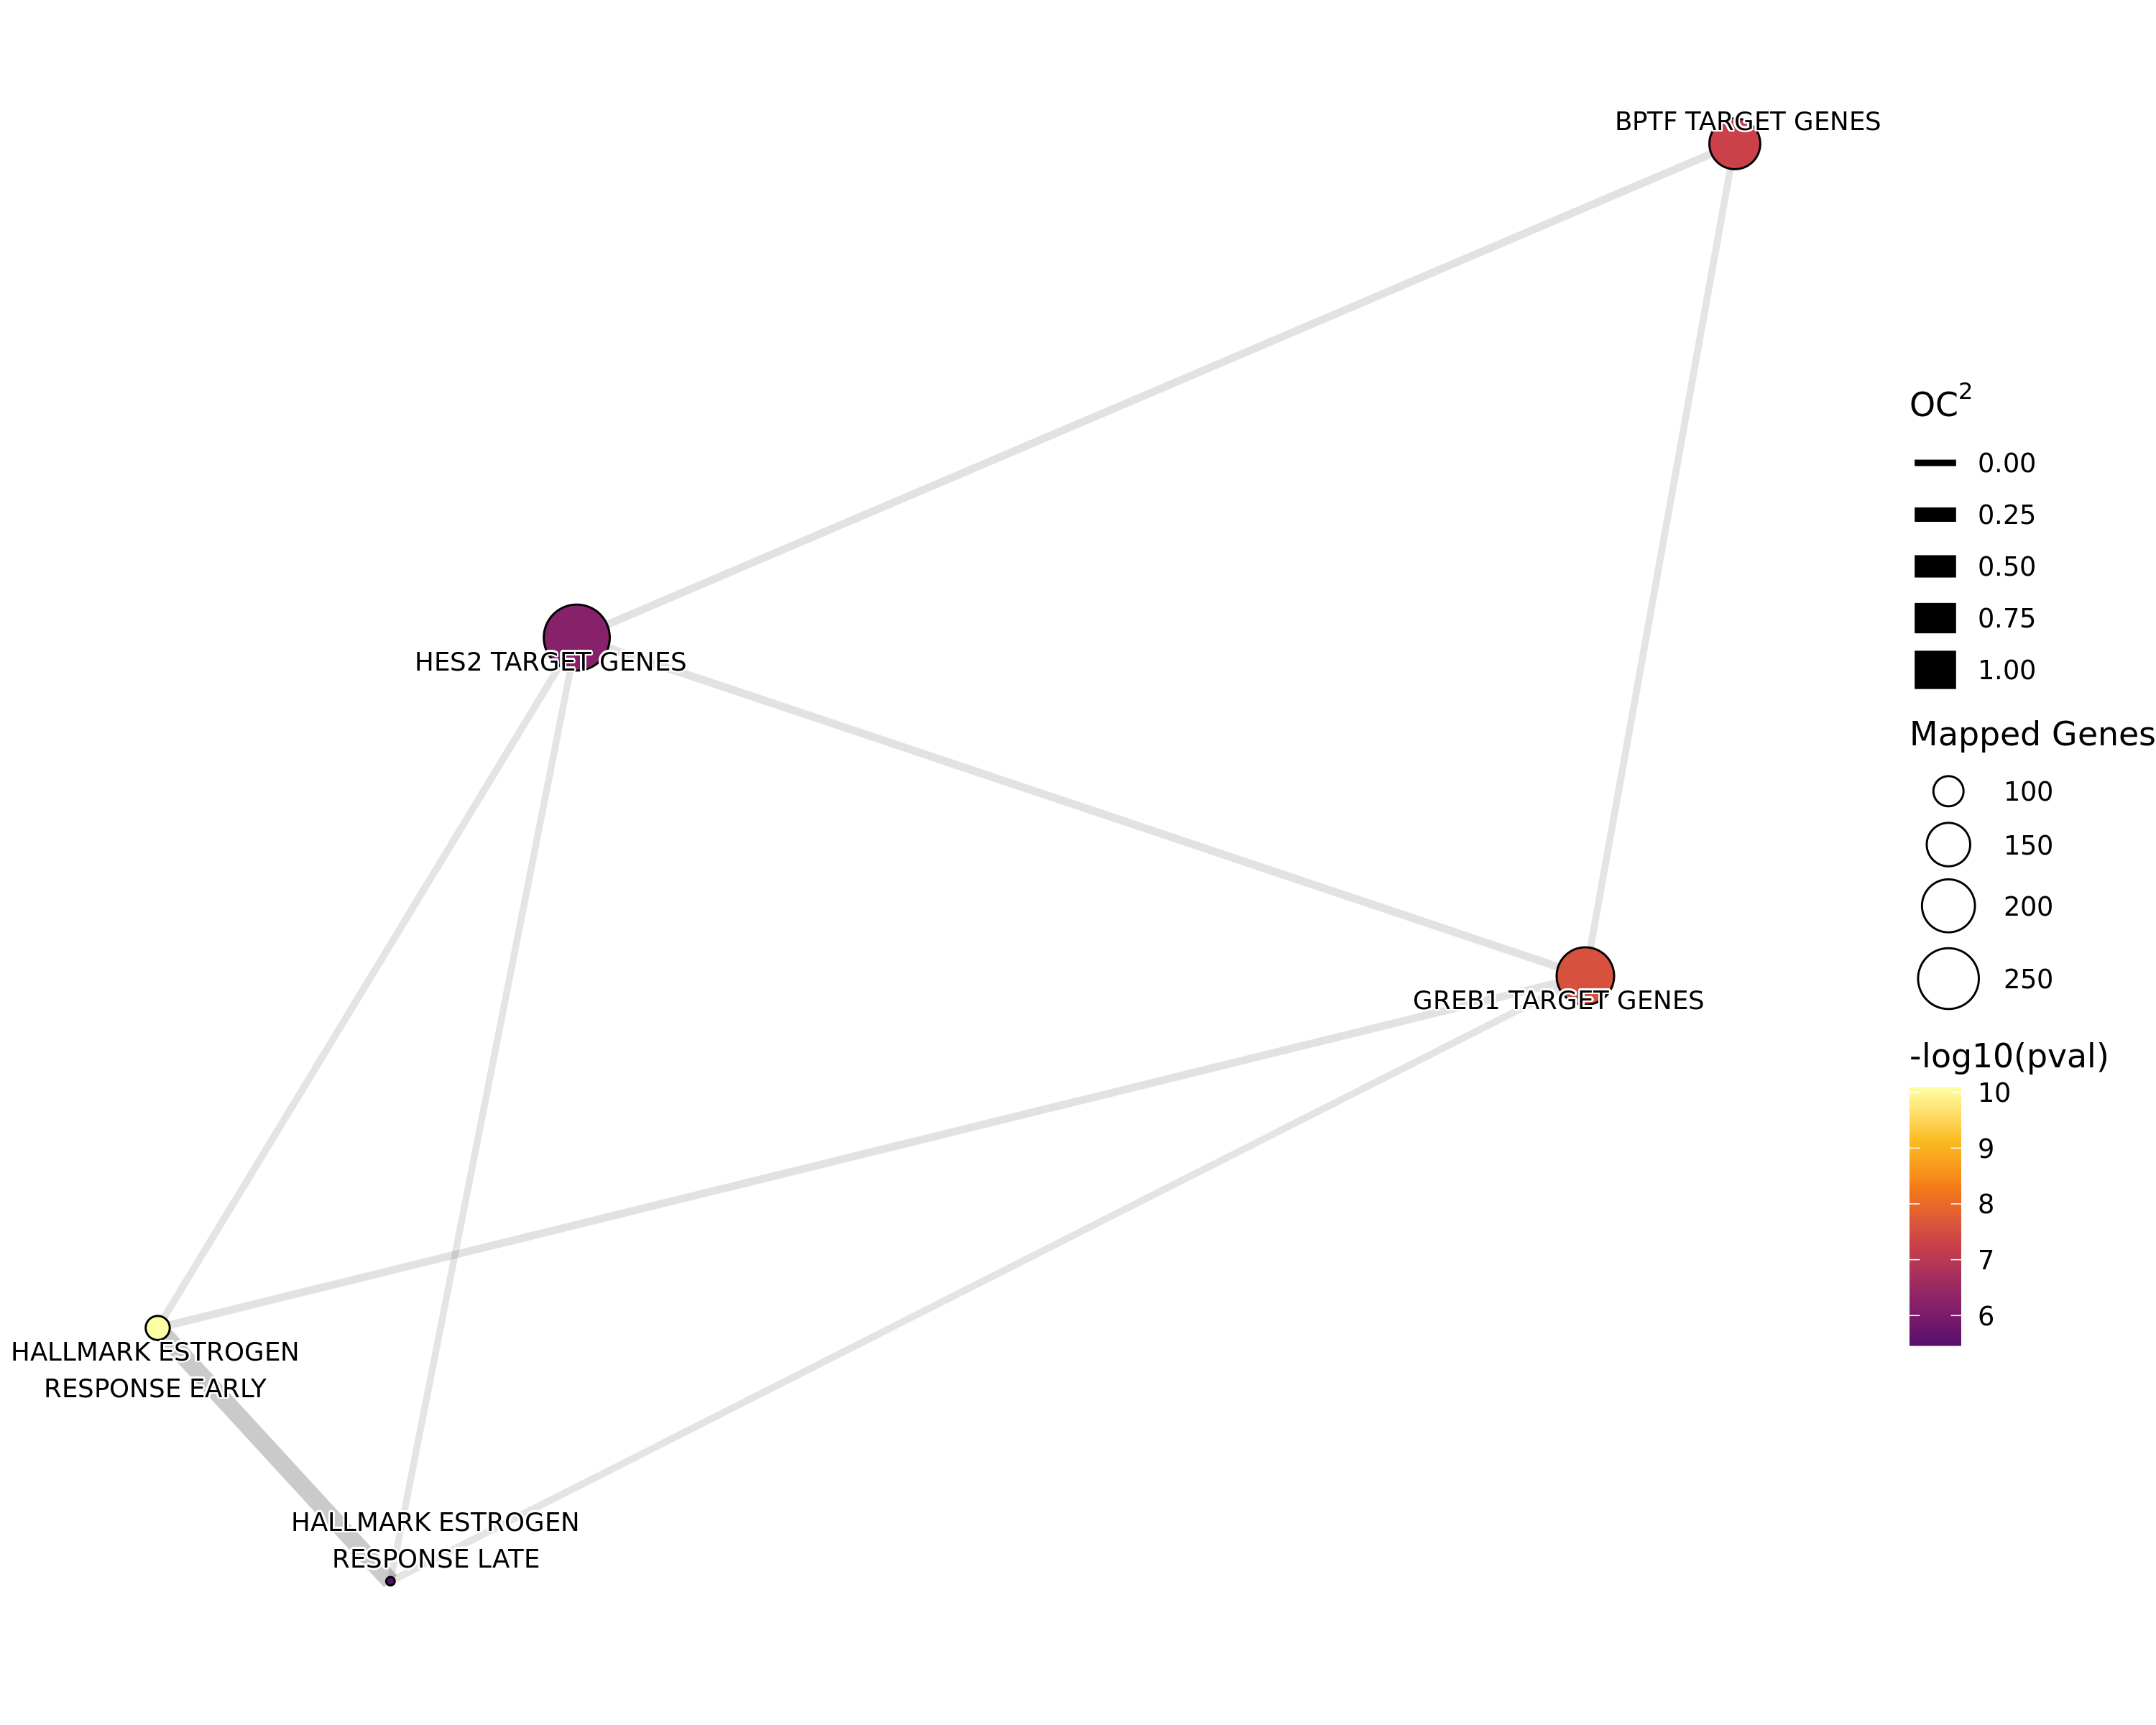 BPTF TARGET GENES
HES2 TARGET GENES
GREB1 TARGET GENES
HALLMARK ESTROGEN
RESPONSE EARLY
HALLMARK ESTROGEN
RESPONSE LATE
OC²
0.00
0.25
0.50
0.75
1.00
Mapped Genes
100
150
200
250
-log10(pval)
10
9
8
7
6